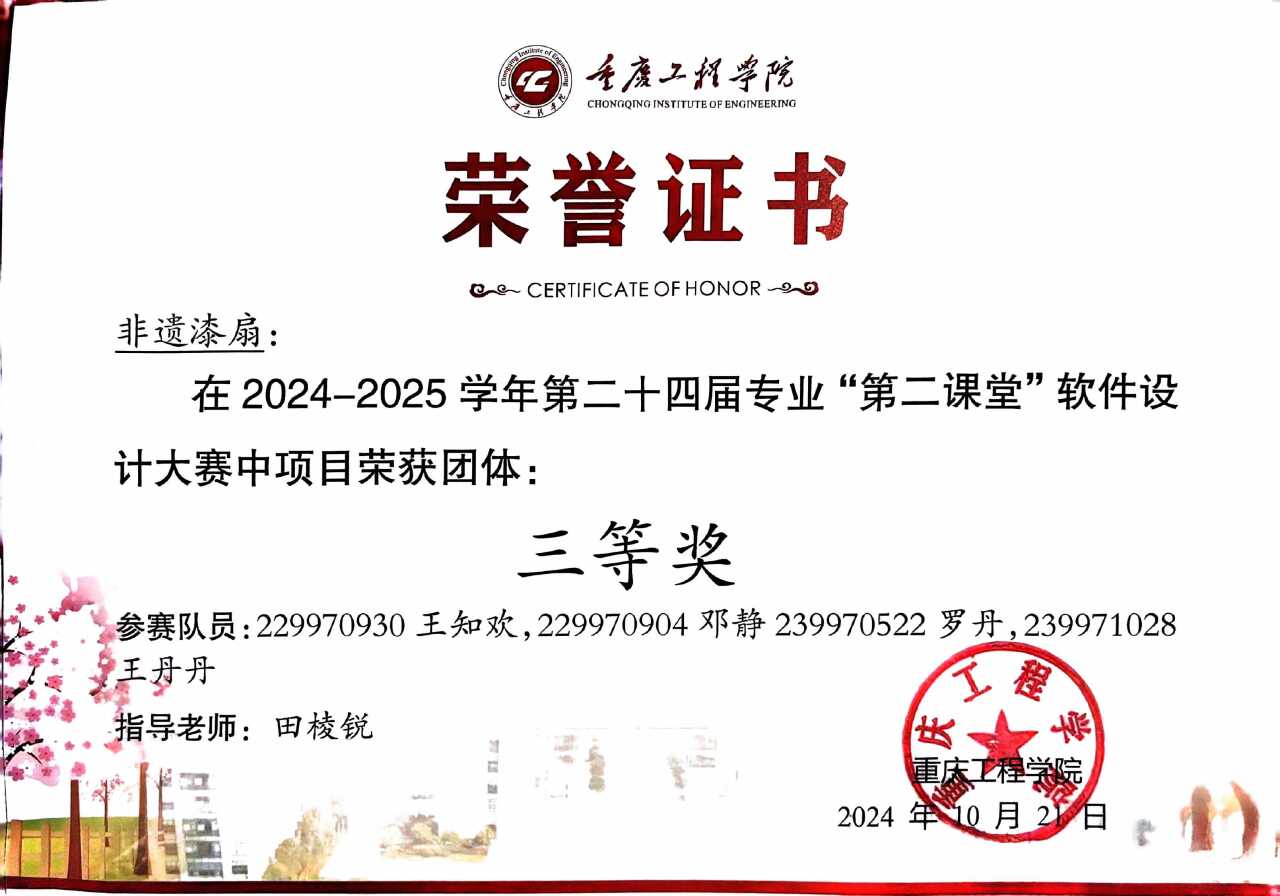 Chongqing Institute of Engineering
重庆工程学院
重庆工程学院
CHONGQING INSTITUTE OF ENGINEERING
荣誉证书
CERTIFICATE OF HONOR
非遗漆扇：
在 2024-2025 学年第二十四届专业“第二课堂”软件设
计大赛中项目荣获团体：
三等奖
参赛队员：229970930 王知欢，229970904 邓静 239970522 罗丹，239971028
王丹丹
指导老师：田棱锐
重庆工程学院
重庆工程学院
2024 年 10 月 21 日